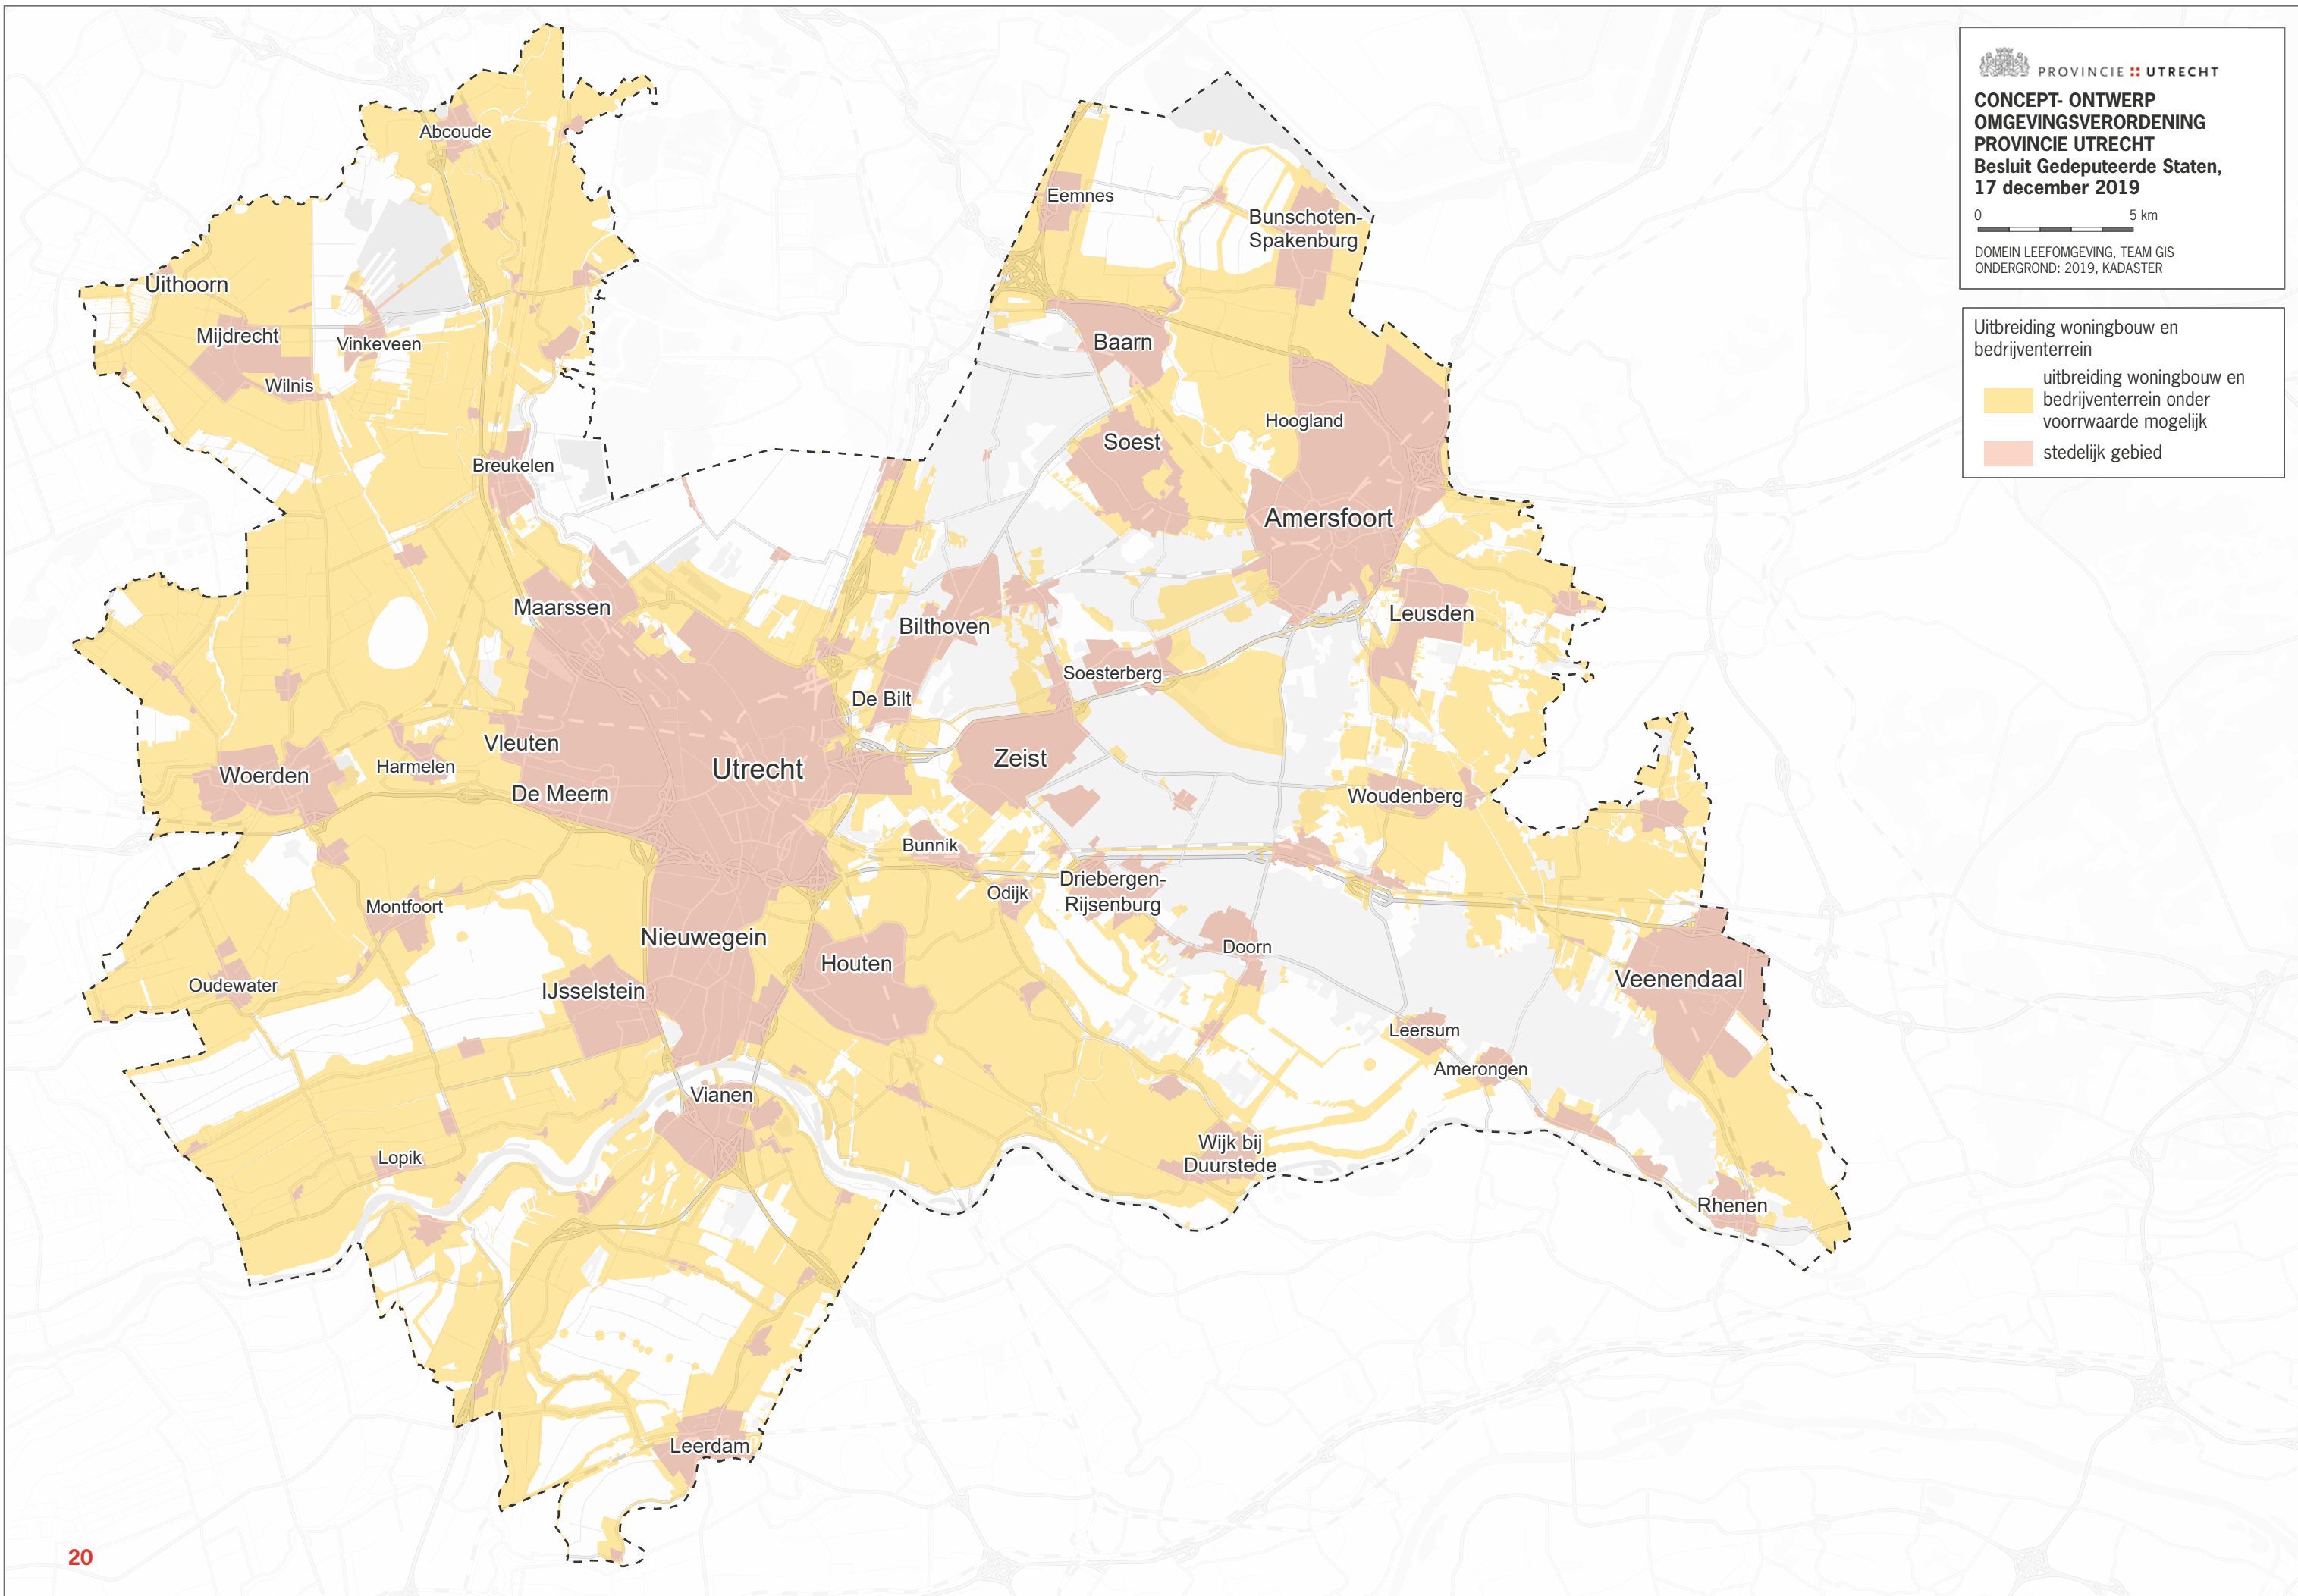 PROVINCIE UTRECHT
CONCEPT- ONTWERP
OMGEVINGSVERORDENING
PROVINCIE UTRECHT
Besluit Gedeputeerde Staten,
17 december 2019
0 5 km
DOMEIN LEEFOMGEVING, TEAM GIS
ONDERGROND: 2019, KADASTER
Uitbreiding woningbouw en
bedrijventerrein
uitbreiding woningbouw en
bedrijventerrein onder
voorrwaarde mogelijk
stedelijk gebied
Abcoude
Eemnes
Bunschoten-
Spakenburg
Uithoorn
Mijdrecht
Vinkeveen
Baarn
Wilnis
Hoogland
Soest
Breukelen
Amersfoort
Maarssen
Leusden
Bilthoven
Soesterberg
De Bilt
Vleuten
Zeist
Harmelen
Utrecht
Woerden
De Meern
Woudenberg
Bunnik
Driebergen-
Rijsenburg
Odijk
Montfoort
Nieuwegein
Doorn
Houten
Veenendaal
Oudewater
IJsselstein
Leersum
Amerongen
Vianen
Wijk bij
Duurstede
Lopik
Rhenen
Leerdam
20